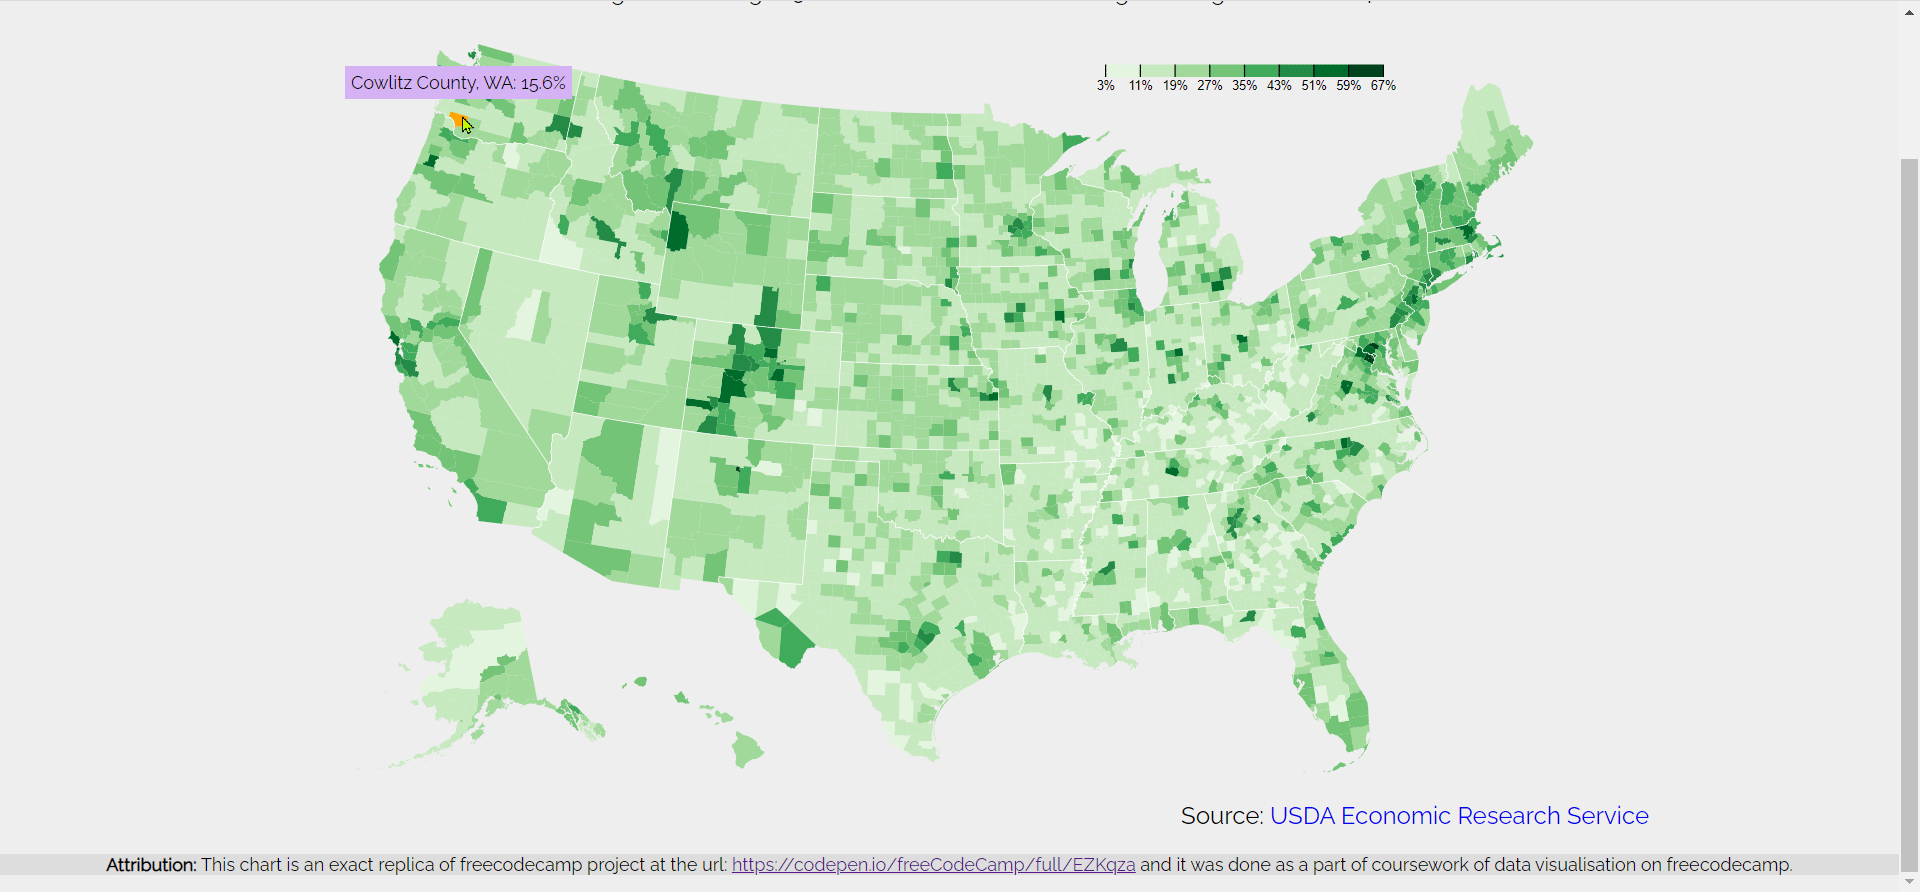 Cowlitz County, WA: 15.6%
3% 11% 19% 27% 35% 43% 51% 59% 67%
Source: USDA Economic Research Service
Attribution: This chart is an exact replica of freecodecamp project at the url: https://codepen.io/freeCodeCamp/full/EZKqza and it was done as a part of coursework of data visualisation on freecodecamp.